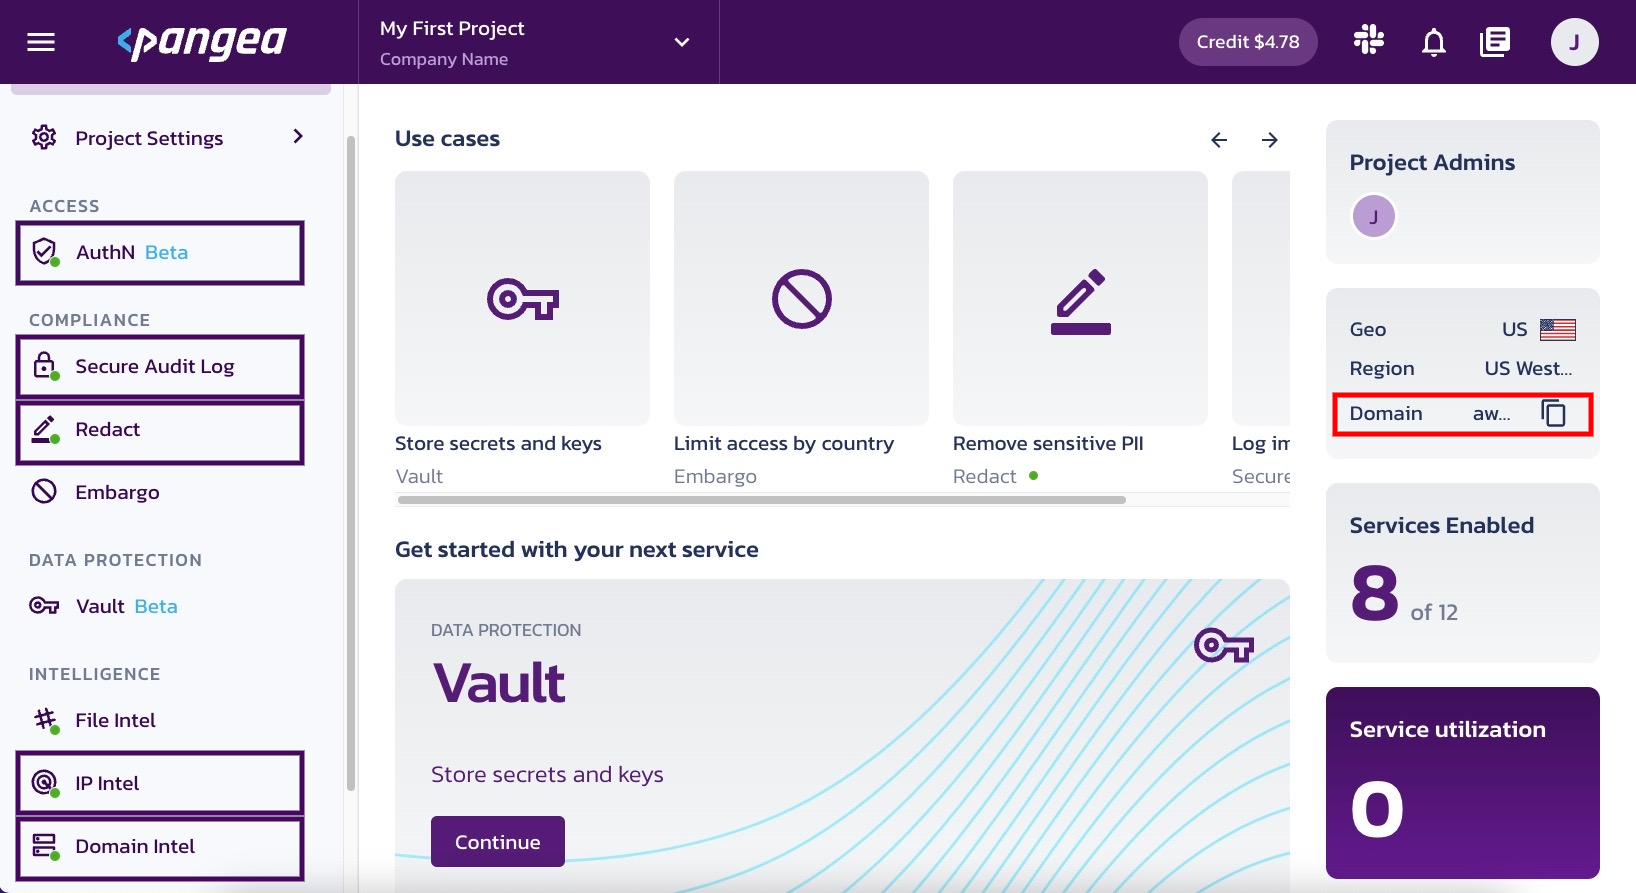 pangea
My First Project
Company Name
Credit $4.78
J
Project Settings
ACCESS
AuthN Beta
COMPLIANCE
Secure Audit Log
Redact
Embargo
DATA PROTECTION
Vault Beta
INTELLIGENCE
File Intel
IP Intel
Domain Intel
Use cases
Store secrets and keys
Vault
Limit access by country
Embargo
Remove sensitive PII
Redact
Log im
Secure
Get started with your next service
DATA PROTECTION
Vault
Store secrets and keys
Continue
Project Admins
J
Geo US
Region US West...
Domain aw...
Services Enabled
8 of 12
Service utilization
0